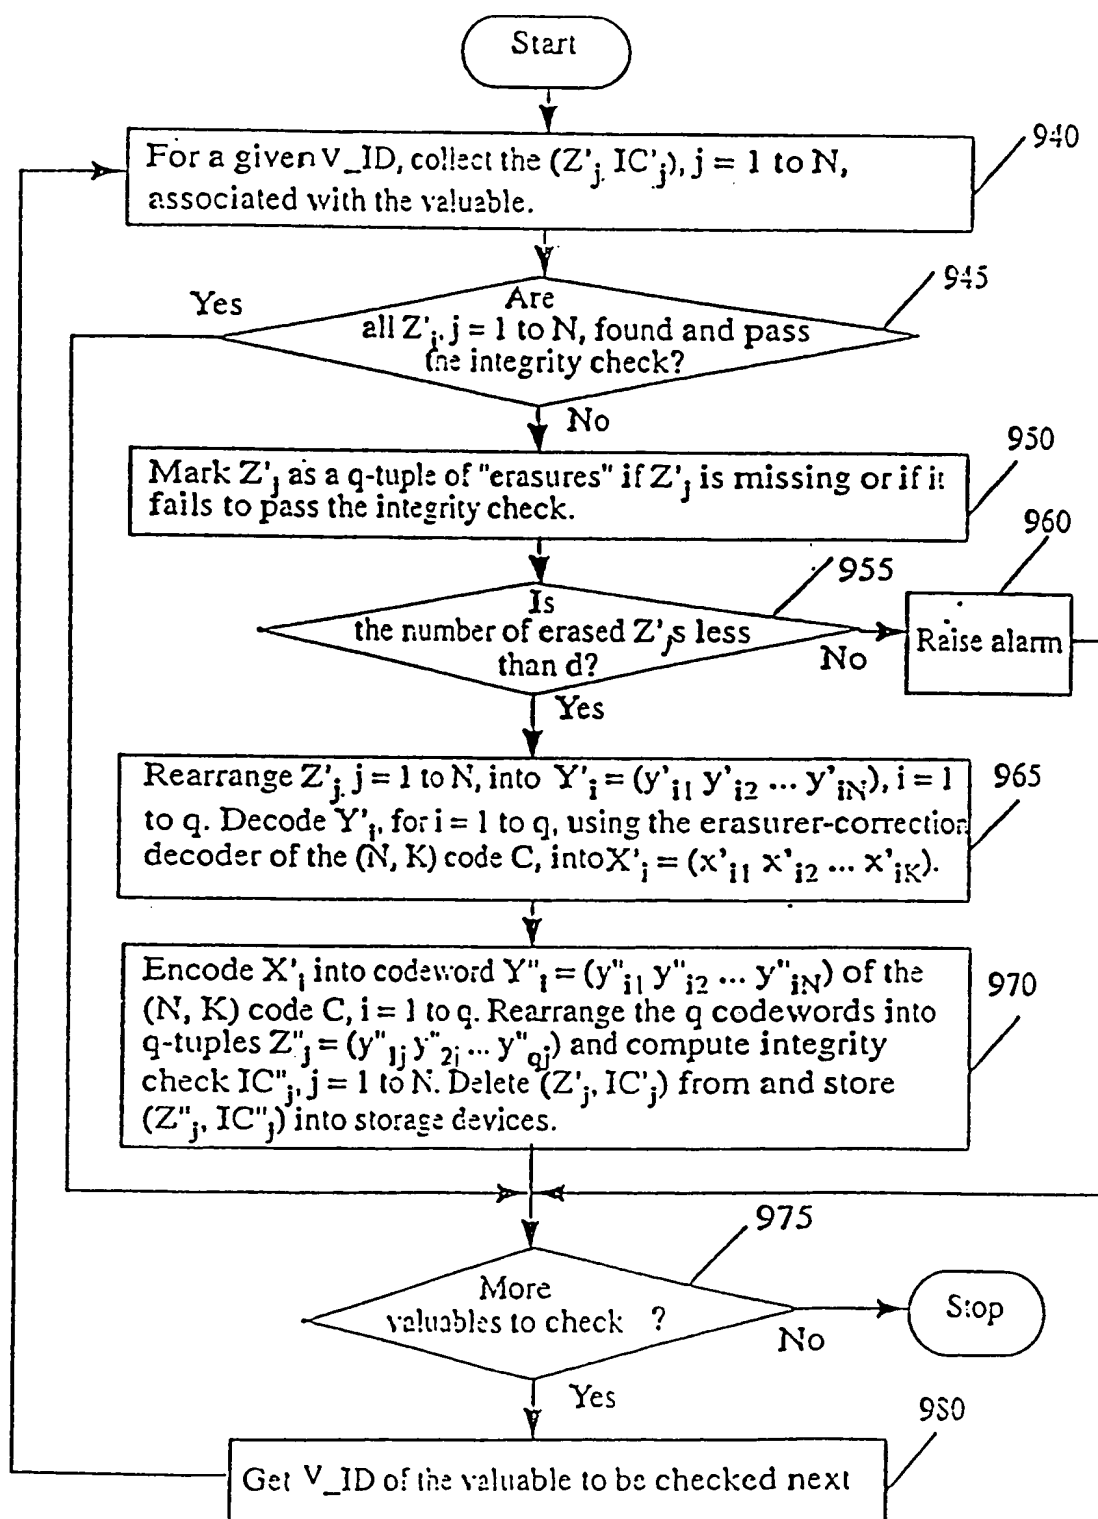 Start
940
For a given V_ID, collect the (Z'j, IC'j), j = 1 to N,
associated with the valuable.
945
Yes
Are
all Z'j, j = 1 to N, found and pass
the integrity check?
No
950
Mark Z'j as a q-tuple of "erasures" if Z'j is missing or if it
fails to pass the integrity check.
960
955
Is
the number of erased Z'js less
than d?
No
Raise alarm
Yes
965
Rearrange Z'j, j = 1 to N, into Y'i = (y'i1 y'i2 ... y'iN), i = 1
to q. Decode Y'i, for i = 1 to q, using the erasurer-correction
decoder of the (N, K) code C, into X'i = (x'i1 x'i2 ... x'iK).
970
Encode X'i into codeword Y"i = (y"i1 y"i2 ... y"iN) of the
(N, K) code C, i = 1 to q. Rearrange the q codewords into
q-tuples Z"j = (y"1j y"2j ... y"qj) and compute integrity
check IC"j, j = 1 to N. Delete (Z'j, IC'j) from and store
(Z"j, IC"j) into storage devices.
975
More
valuables to check ?
No
Stop
Yes
980
Get V_ID of the valuable to be checked next